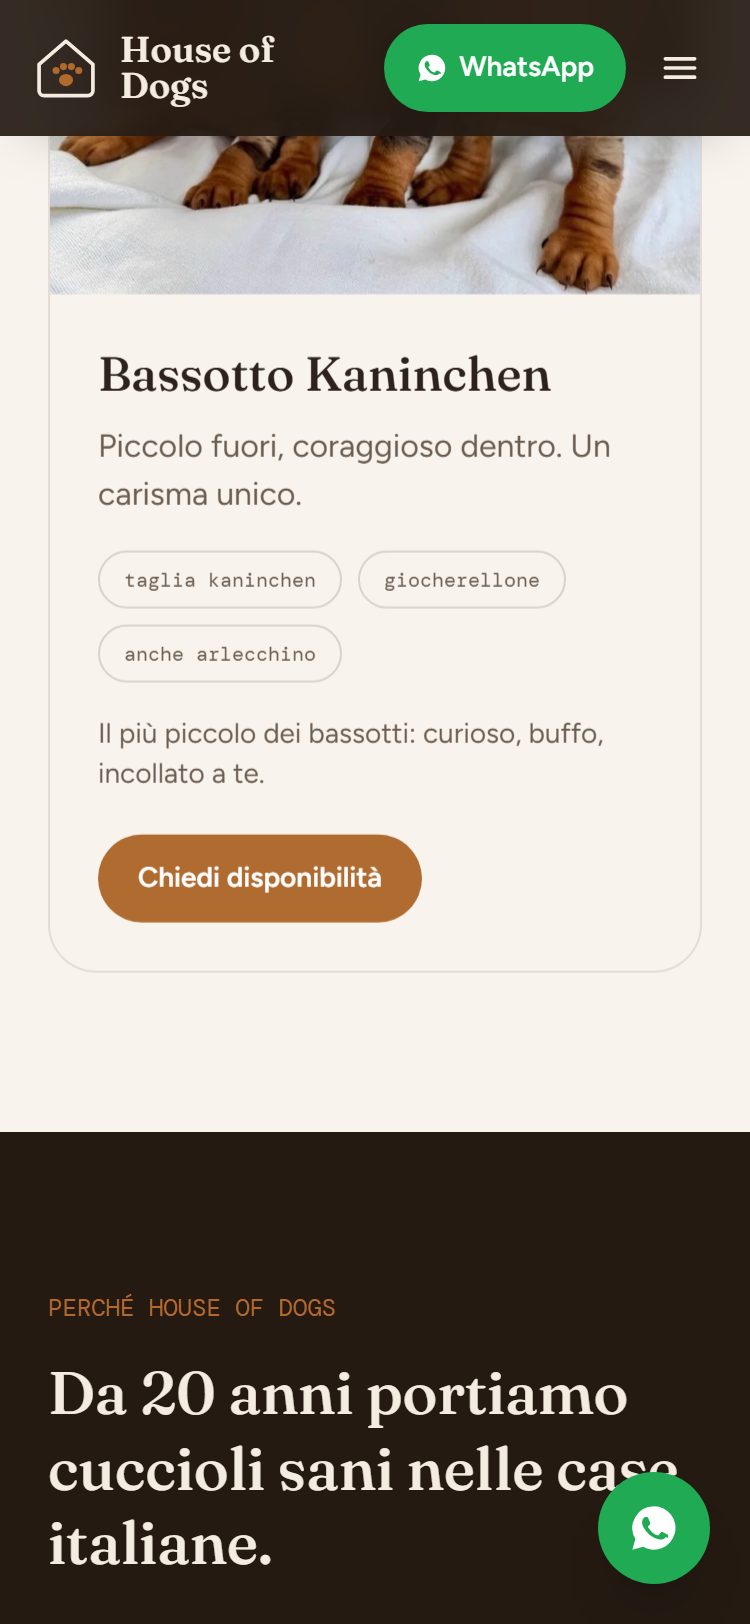 House of
Dogs
WhatsApp
Bassotto Kaninchen
Piccolo fuori, coraggioso dentro. Un
carisma unico.
taglia kaninchen
giocherellone
anche arlecchino
Il più piccolo dei bassotti: curioso, buffo,
incollato a te.
Chiedi disponibilità
PERCHÉ HOUSE OF DOGS
Da 20 anni portiamo
cuccioli sani nelle case
italiane.